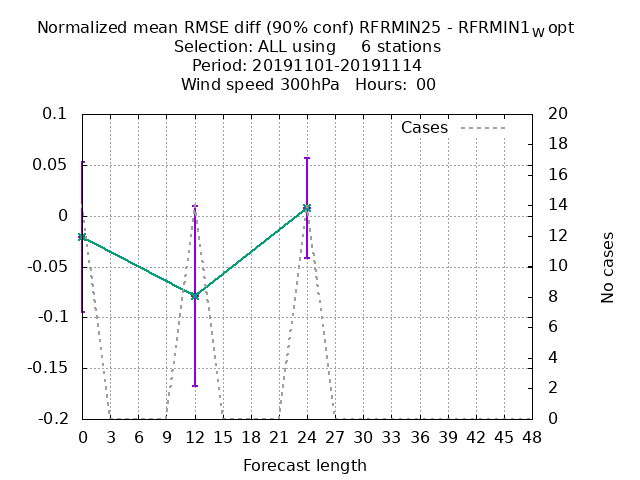 Normalized mean RMSE diff (90% conf) RFRMIN25 - RFRMIN1wopt
Selection: ALL using 6 stations
Period: 20191101-20191114
Wind speed 300hPa Hours: 00
0.1
0.05
0
-0.05
-0.1
-0.15
-0.2
Cases
20
18
16
14
12
10
8
6
4
2
0
No cases
0 3 6 9 12 15 18 21 24 27 30 33 36 39 42 45 48
Forecast length